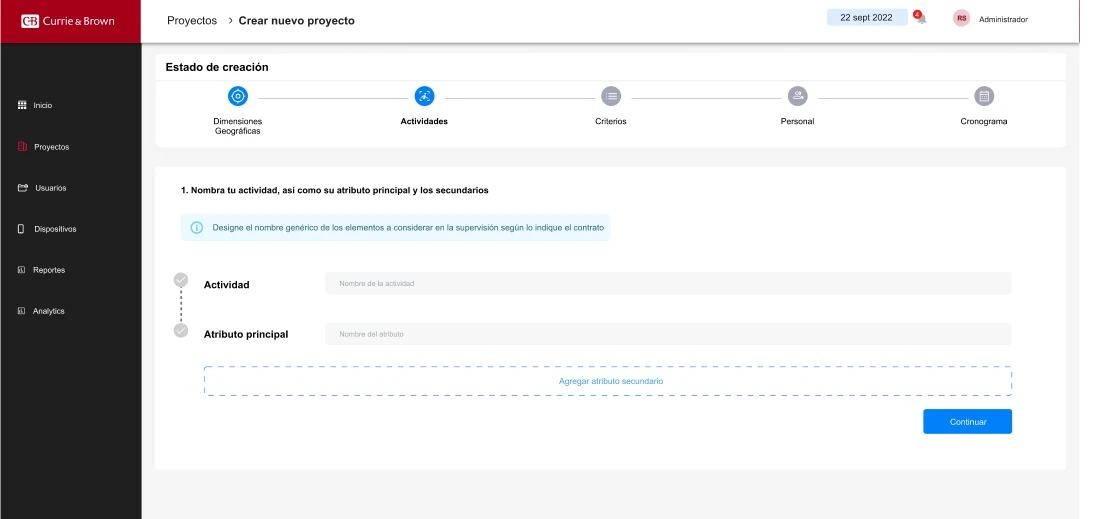 C|B Currie & Brown
Proyectos > Crear nuevo proyecto
22 sept 2022
4
RS
Administrador
Inicio
Proyectos
Usuarios
Dispositivos
Reportes
Analytics
Estado de creación
Dimensiones
Geográficas
Actividades
Criterios
Personal
Cronograma
1. Nombra tu actividad, asi como su atributo principal y los secundarios
Designe el nombre genérico de los elementos a considerar en la supervisión según lo indique el contrato
Actividad
Nombre de la actividad
Atributo principal
Nombre del atributo
Agregar atributo secundario
Continuar